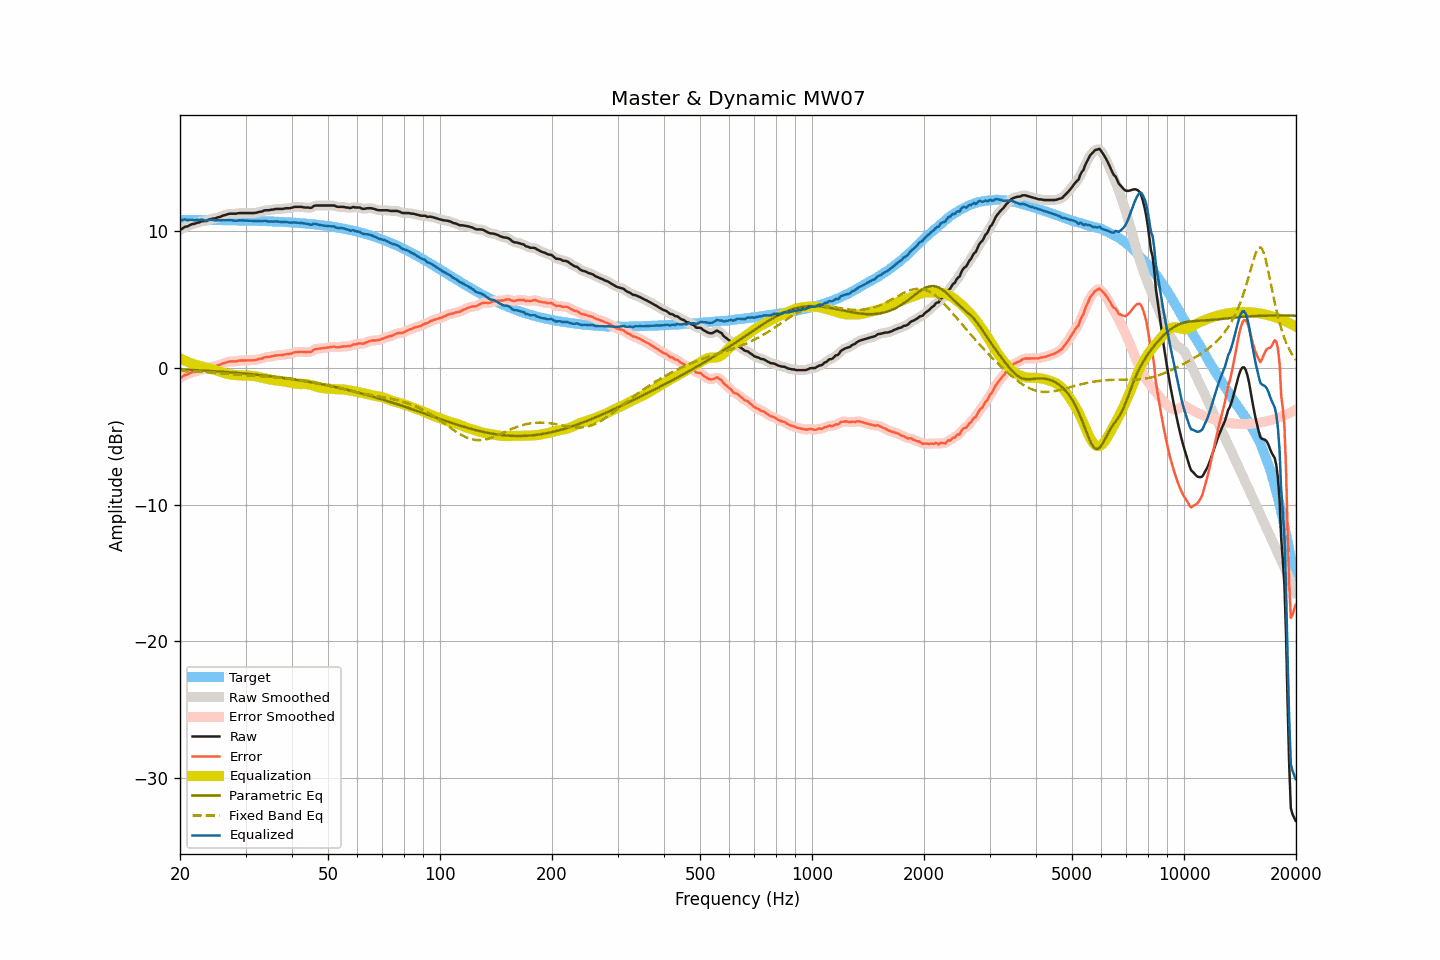 Master & Dynamic MW07
Amplitude (dBr)
10
0
−10
−20
−30
Target
Raw Smoothed
Error Smoothed
Raw
Error
Equalization
Parametric Eq
Fixed Band Eq
Equalized
20 50 100 200 500 1000 2000 5000 10000 20000
Frequency (Hz)